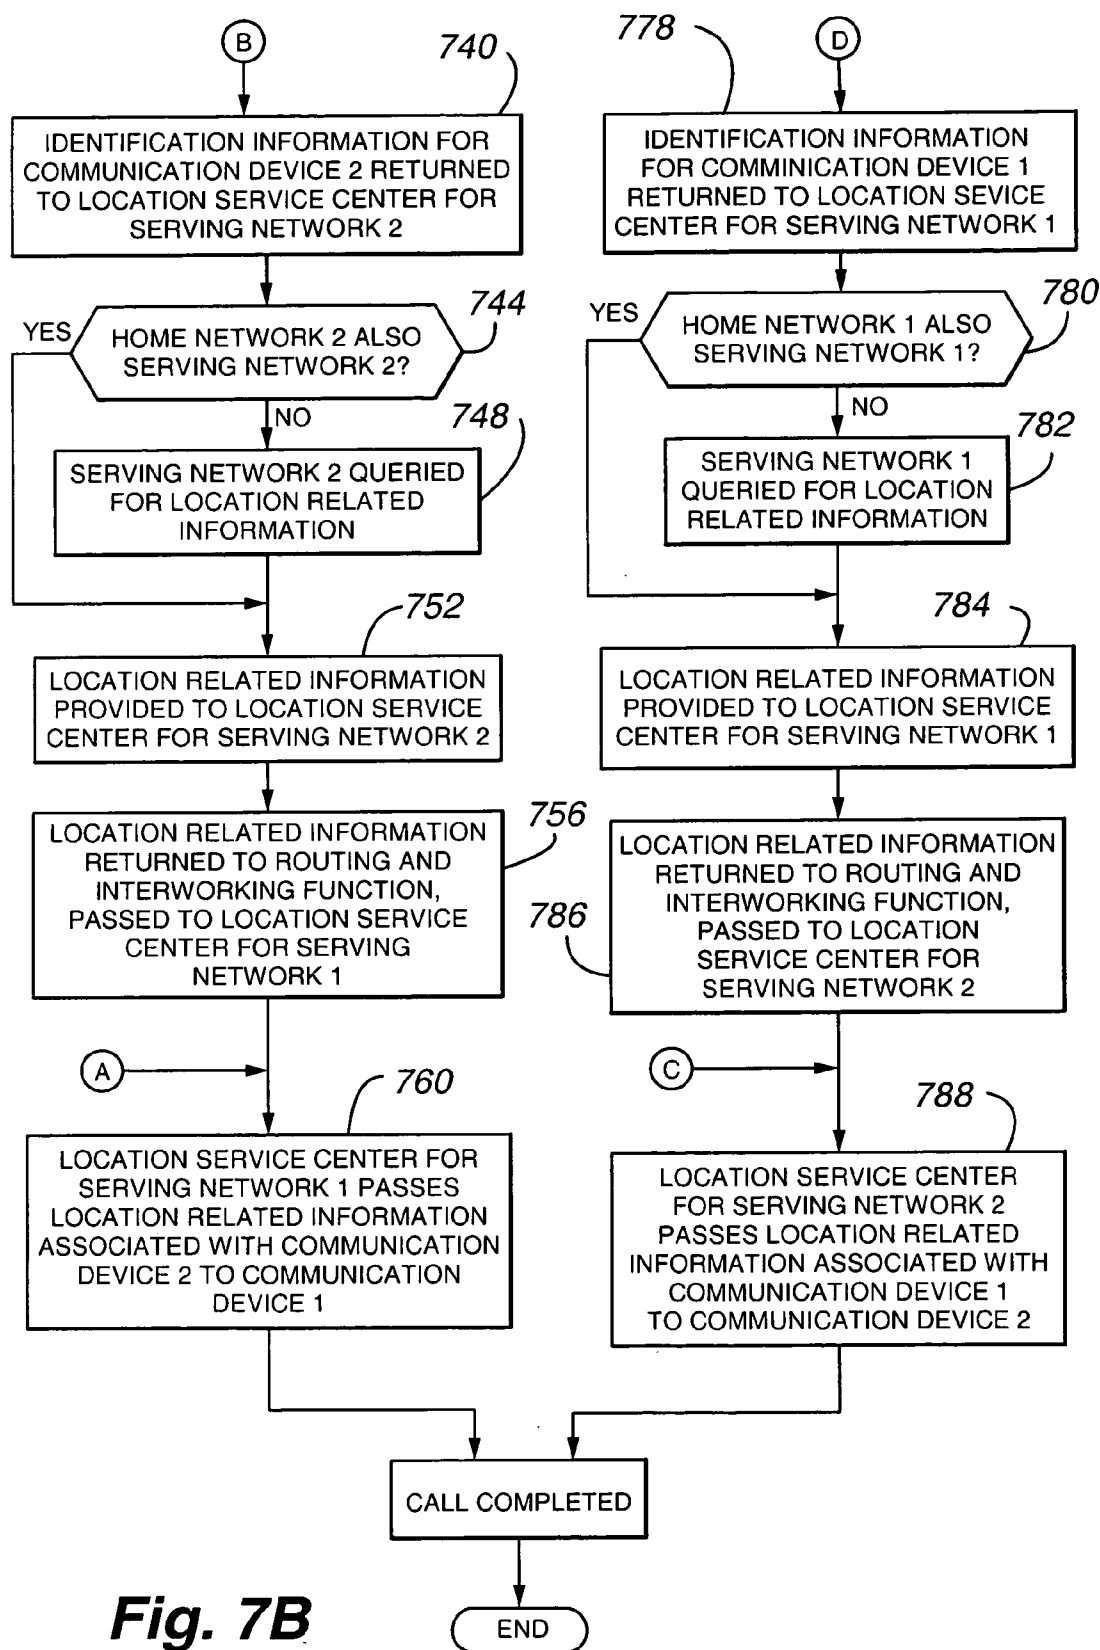 B
740
IDENTIFICATION INFORMATION FOR
COMMUNICATION DEVICE 2 RETURNED
TO LOCATION SERVICE CENTER FOR
SERVING NETWORK 2
YES
HOME NETWORK 2 ALSO
SERVING NETWORK 2?
744
NO
748
SERVING NETWORK 2 QUERIED
FOR LOCATION RELATED
INFORMATION
752
LOCATION RELATED INFORMATION
PROVIDED TO LOCATION SERVICE
CENTER FOR SERVING NETWORK 2
LOCATION RELATED INFORMATION
RETURNED TO ROUTING AND
INTERWORKING FUNCTION,
PASSED TO LOCATION SERVICE
CENTER FOR SERVING
NETWORK 1
756
A
760
LOCATION SERVICE CENTER FOR
SERVING NETWORK 1 PASSES
LOCATION RELATED INFORMATION
ASSOCIATED WITH COMMUNICATION
DEVICE 2 TO COMMUNICATION
DEVICE 1
778
D
IDENTIFICATION INFORMATION
FOR COMMINICATION DEVICE 1
RETURNED TO LOCATION SEVICE
CENTER FOR SERVING NETWORK 1
YES
HOME NETWORK 1 ALSO
SERVING NETWORK 1?
780
NO
782
SERVING NETWORK 1
QUERIED FOR LOCATION
RELATED INFORMATION
784
LOCATION RELATED INFORMATION
PROVIDED TO LOCATION SERVICE
CENTER FOR SERVING NETWORK 1
LOCATION RELATED INFORMATION
RETURNED TO ROUTING AND
INTERWORKING FUNCTION,
PASSED TO LOCATION
SERVICE CENTER FOR
SERVING NETWORK 2
786
C
788
LOCATION SERVICE CENTER
FOR SERVING NETWORK 2
PASSES LOCATION RELATED
INFORMATION ASSOCIATED WITH
COMMUNICATION DEVICE 1
TO COMMUNICATION DEVICE 2
CALL COMPLETED
END
Fig. 7B